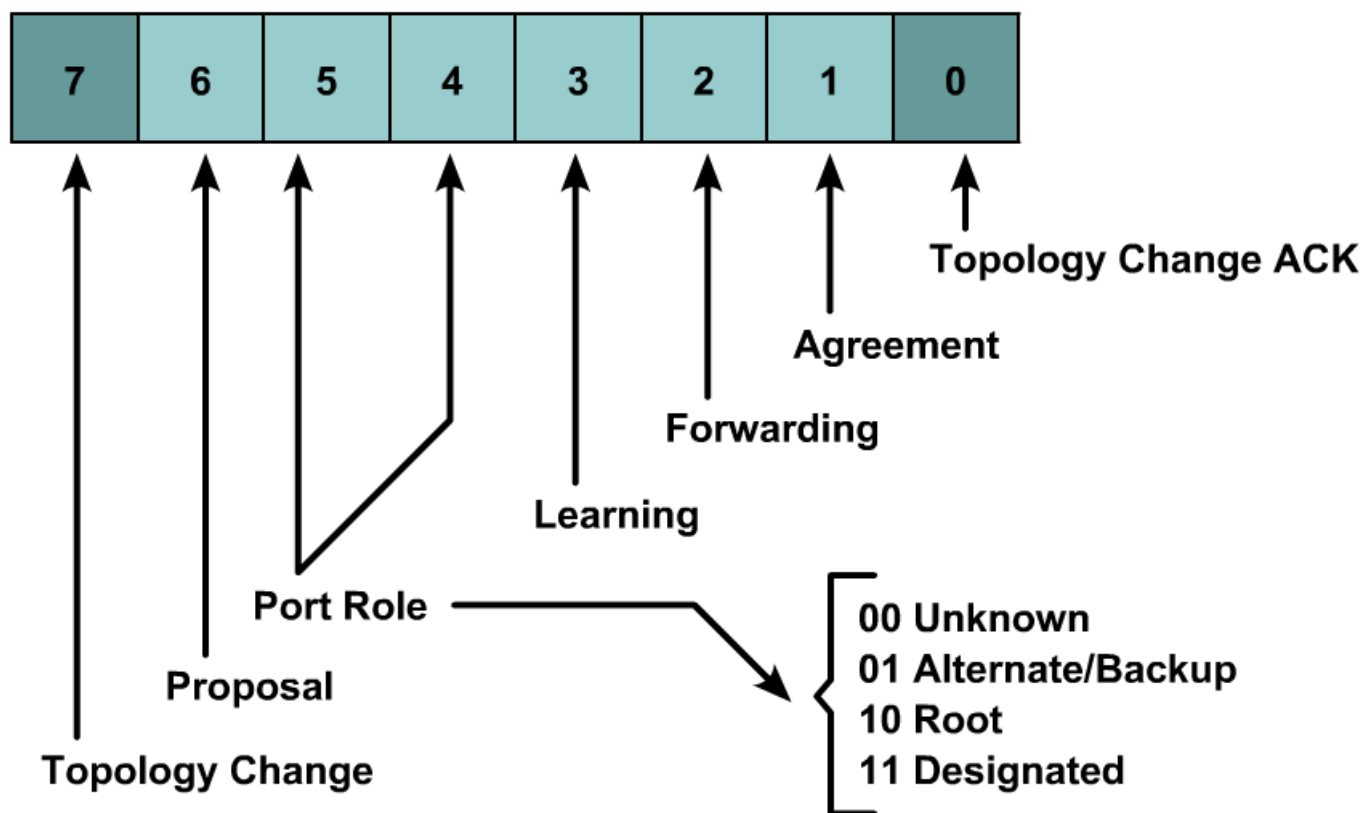 7 6 5 4 3 2 1 0
Topology Change ACK
Agreement
Forwarding
Learning
Port Role
Proposal
Topology Change
00 Unknown
01 Alternate/Backup
10 Root
11 Designated